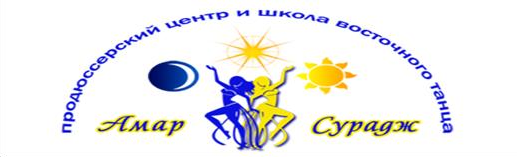 продюссерский центр и школа восточного танца
Амар Сурадж